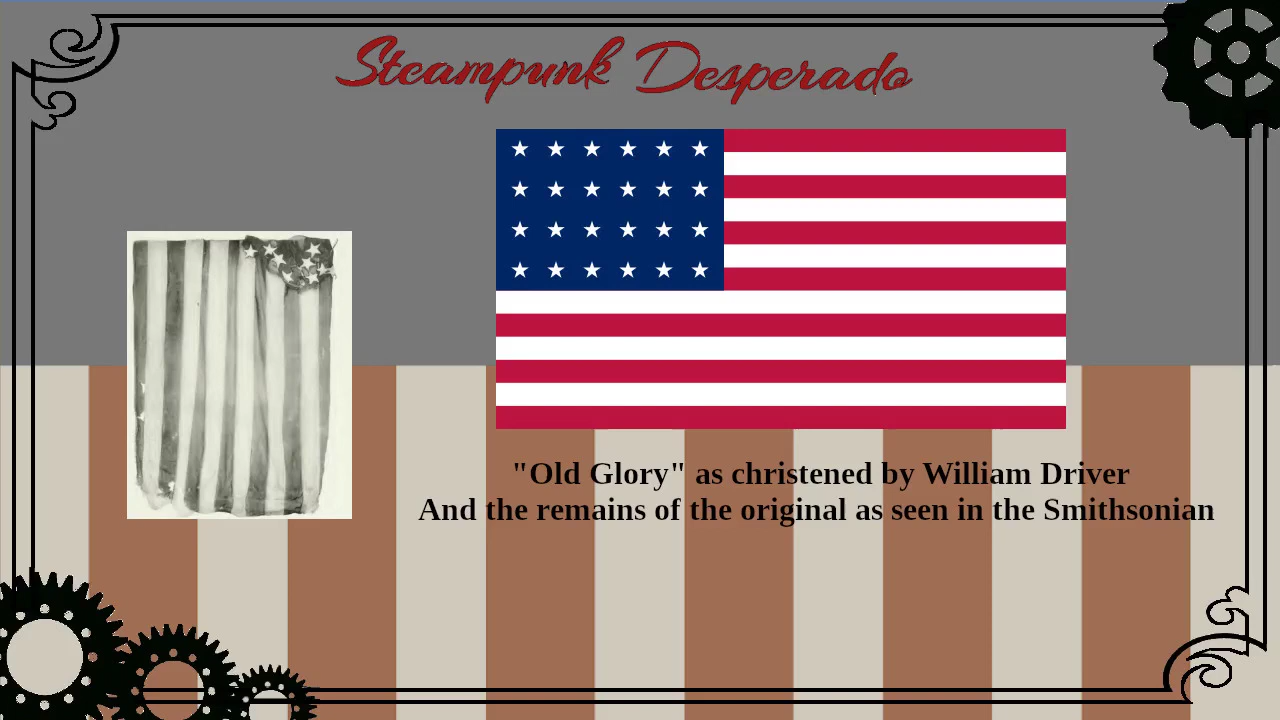 Steampunk Desperado
"Old Glory" as christened by William Driver
And the remains of the original as seen in the Smithsonian